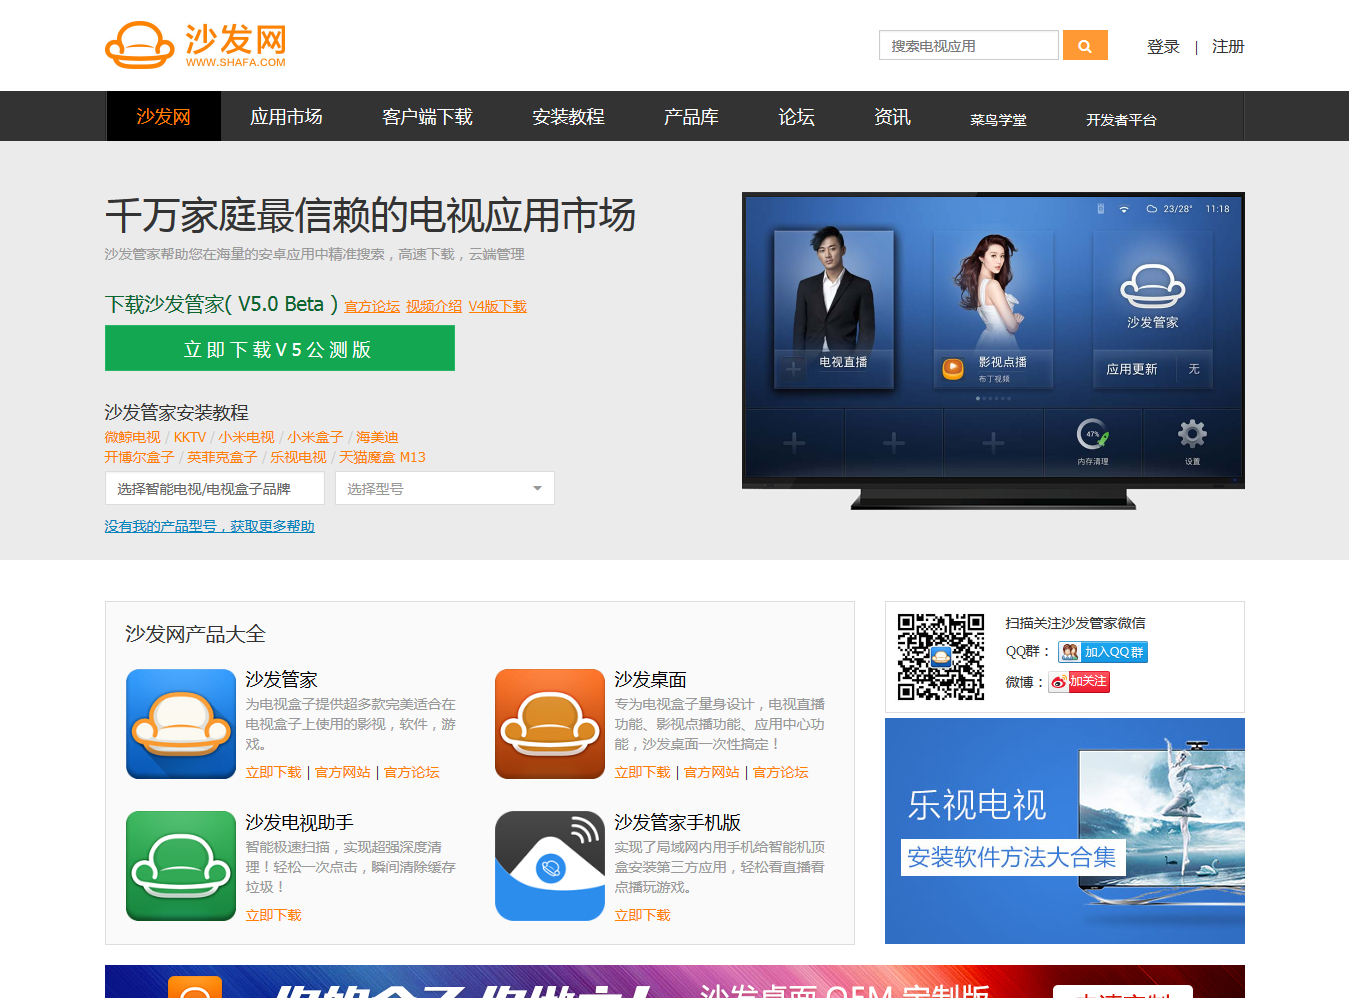 沙发网
WWW.SHAFA.COM
搜索电视应用
登录 | 注册
沙发网 应用市场 客户端下载 安装教程 产品库 论坛 资讯 菜鸟学堂 开发者平台
千万家庭最信赖的电视应用市场
沙发管家帮助您在海量的安卓应用中精准搜索，高速下载，云端管理
下载沙发管家( V5.0 Beta ) 官方论坛 视频介绍 V4版下载
立即下载V5公测版
沙发管家安装教程
微鲸电视 / KKTV / 小米电视 / 小米盒子 / 海美迪
开博尔盒子 / 英菲克盒子 / 乐视电视 / 天猫魔盒 M13
选择智能电视/电视盒子品牌 选择型号
没有我的产品型号，获取更多帮助
23/28° 11:18
电视直播
影视点播
布丁视频
沙发管家
应用更新 无
47%
内存清理
设置
沙发网产品大全
沙发管家
为电视盒子提供超多款完美适合在
电视盒子上使用的影视，软件，游
戏。
立即下载 | 官方网站 | 官方论坛
沙发桌面
专为电视盒子量身设计，电视直播
功能、影视点播功能、应用中心功
能，沙发桌面一次性搞定！
立即下载 | 官方网站 | 官方论坛
沙发电视助手
智能极速扫描，实现超强深度清
理！轻松一次点击，瞬间清除缓存
垃圾！
立即下载
沙发管家手机版
实现了局域网内用手机给智能机顶
盒安装第三方应用，轻松看直播看
点播玩游戏。
立即下载
扫描关注沙发管家微信
QQ群： 加入QQ群
微博： 加关注
乐视电视
安装软件方法大合集
你的盒子 你做主人
沙发桌面 OEM 定制版
申请定制